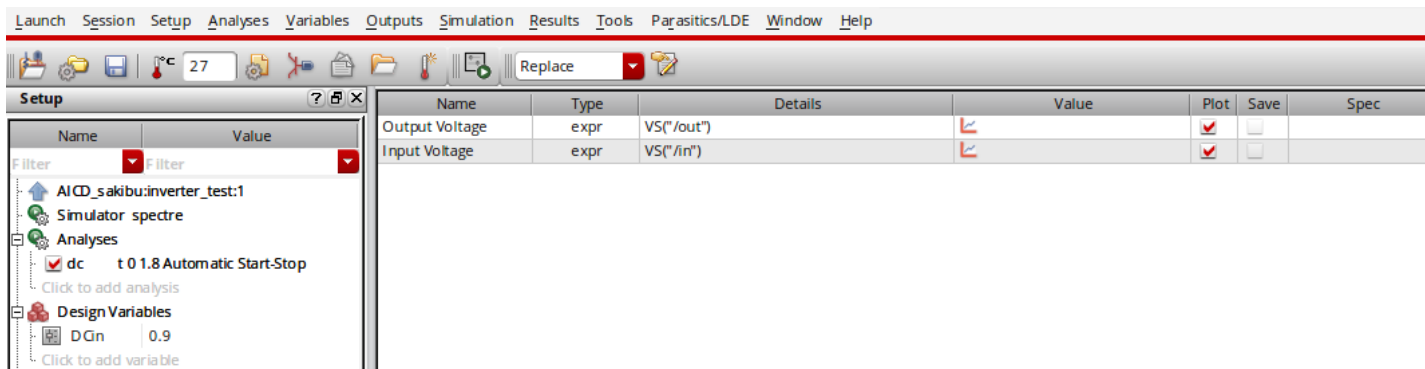 Launch Session Setup Analyses Variables Outputs Simulation Results Tools Parasitics/LDE Window Help
°C 27 Replace
Setup
Name Value
Filter Filter
AICD_sakibu:inverter_test:1
Simulator spectre
Analyses
dc t 0 1.8 Automatic Start-Stop
Click to add analysis
Design Variables
DCin 0.9
Click to add variable
Name Type Details Value Plot Save Spec
Output Voltage expr VS("/out")
Input Voltage expr VS("/in")